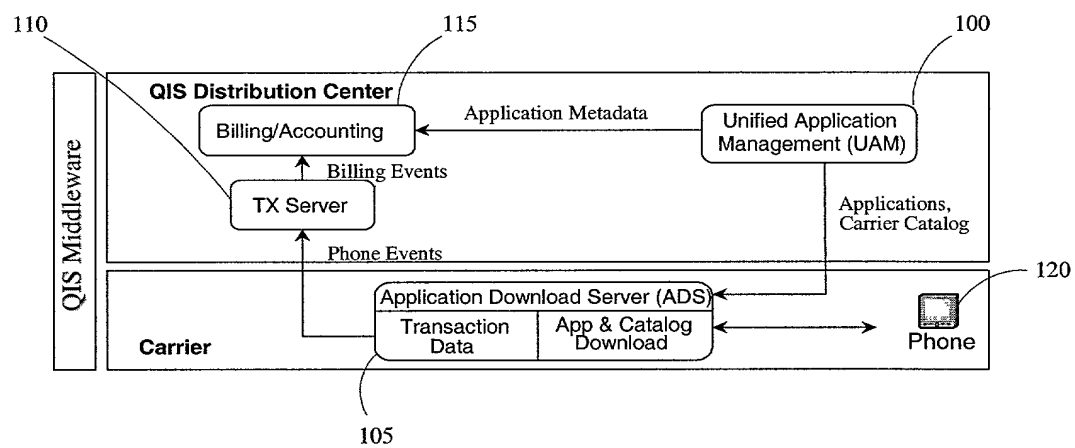 110
115
100
QIS Middleware
QIS Distribution Center
Billing/Accounting
Application Metadata
Unified Application
Management (UAM)
Billing Events
TX Server
Applications,
Carrier Catalog
Phone Events
120
Application Download Server (ADS)
Transaction
Data
App & Catalog
Download
Phone
Carrier
105